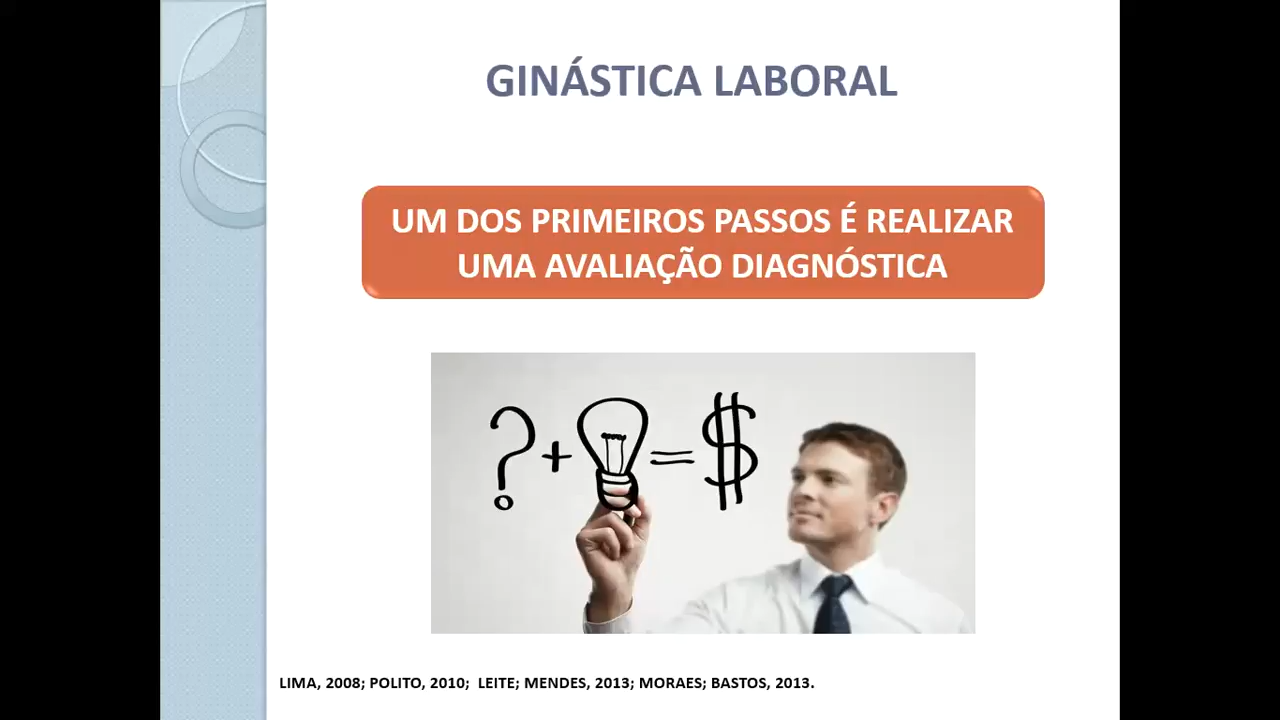 GINÁSTICA LABORAL
UM DOS PRIMEIROS PASSOS É REALIZAR
UMA AVALIAÇÃO DIAGNÓSTICA
? + = $
LIMA, 2008; POLITO, 2010; LEITE; MENDES, 2013; MORAES; BASTOS, 2013.